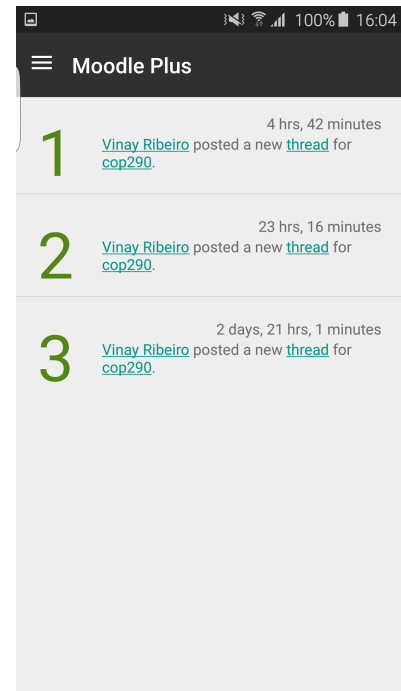 100% 16:04
Moodle Plus
4 hrs, 42 minutes
1
Vinay Ribeiro posted a new thread for
cop290.
23 hrs, 16 minutes
2
Vinay Ribeiro posted a new thread for
cop290.
2 days, 21 hrs, 1 minutes
3
Vinay Ribeiro posted a new thread for
cop290.